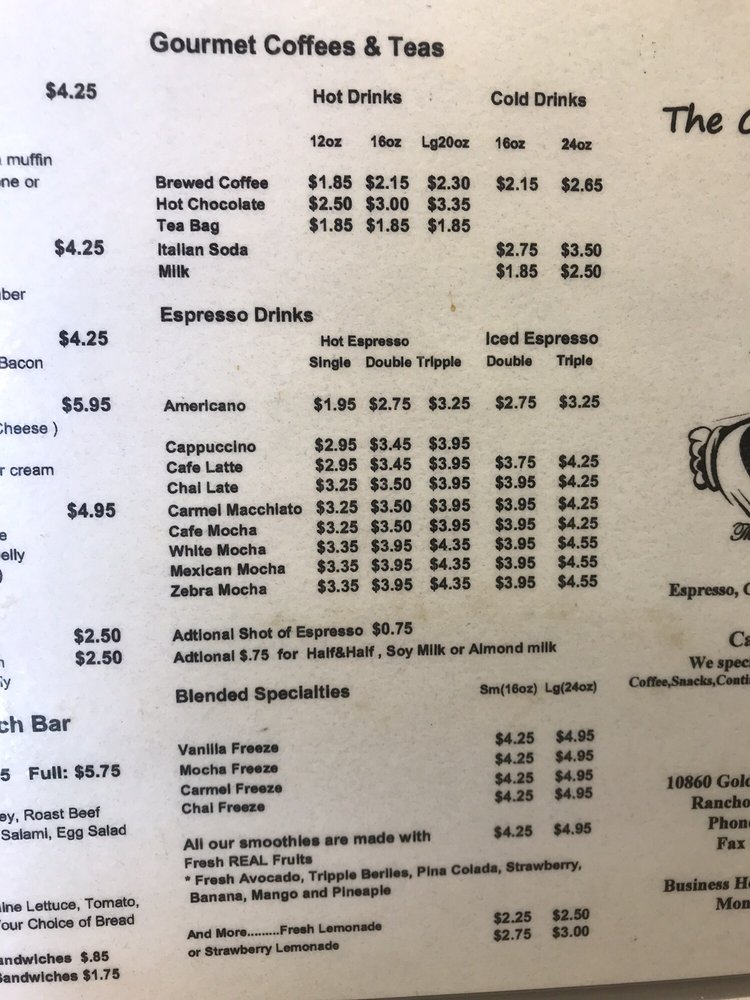 Gourmet Coffees & Teas
Hot Drinks Cold Drinks
12oz 16oz Lg20oz 16oz 24oz
Brewed Coffee $1.85 $2.15 $2.30 $2.15 $2.65
Hot Chocolate $2.50 $3.00 $3.35
Tea Bag $1.85 $1.85 $1.85
Italian Soda $2.75 $3.50
Milk $1.85 $2.50
Espresso Drinks
Hot Espresso Iced Espresso
Single Double Tripple Double Triple
Americano $1.95 $2.75 $3.25 $2.75 $3.25
Cappuccino $2.95 $3.45 $3.95
Cafe Latte $2.95 $3.45 $3.95 $3.75 $4.25
Chai Late $3.25 $3.50 $3.95 $3.95 $4.25
Carmel Macchiato $3.25 $3.50 $3.95 $3.95 $4.25
Cafe Mocha $3.25 $3.50 $3.95 $3.95 $4.25
White Mocha $3.35 $3.95 $4.35 $3.95 $4.55
Mexican Mocha $3.35 $3.95 $4.35 $3.95 $4.55
Zebra Mocha $3.35 $3.95 $4.35 $3.95 $4.55
Adtional Shot of Espresso $0.75
Adtional $.75 for Half&Half , Soy Milk or Almond milk
Blended Specialties Sm(16oz) Lg(24oz)
Vanilla Freeze $4.25 $4.95
Mocha Freeze $4.25 $4.95
Carmel Freeze $4.25 $4.95
Chai Freeze $4.25 $4.95
All our smoothies are made with $4.25 $4.95
Fresh REAL Fruits
* Fresh Avocado, Tripple Berries, Pina Colada, Strawberry,
Banana, Mango and Pineaple
And More.........Fresh Lemonade $2.25 $2.50
or Strawberry Lemonade $2.75 $3.00
$4.25
muffin
ne or
$4.25
ber
$4.25
Bacon
$5.95
Cheese )
r cream
$4.95
e
elly
)
$2.50
$2.50
ch Bar
5 Full: $5.75
ey, Roast Beef
Salami, Egg Salad
ine Lettuce, Tomato,
our Choice of Bread
andwiches $.85
Sandwiches $1.75
The
Espresso,
Ca
We spec
Coffee,Snacks,Conti
10860 Gold
Rancho
Phon
Fax
Business H
Mon